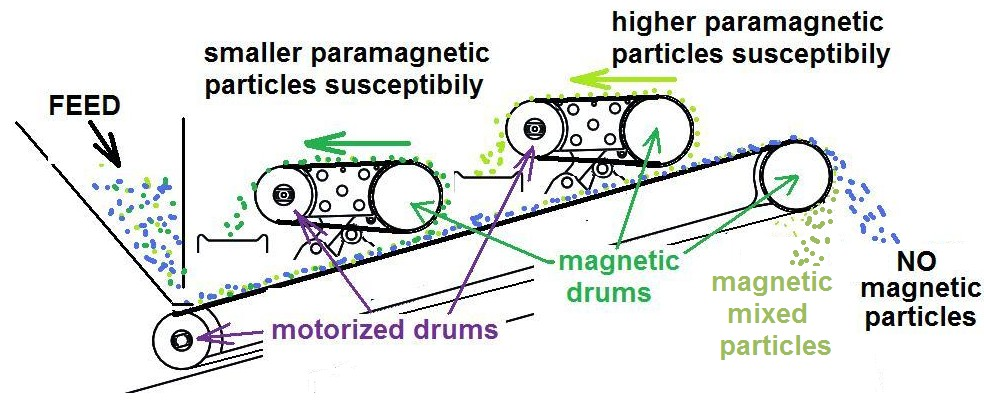 higher paramagnetic
particles susceptibily
smaller paramagnetic
particles susceptibily
FEED
magnetic
drums
NO
magnetic
particles
magnetic
mixed
particles
motorized drums